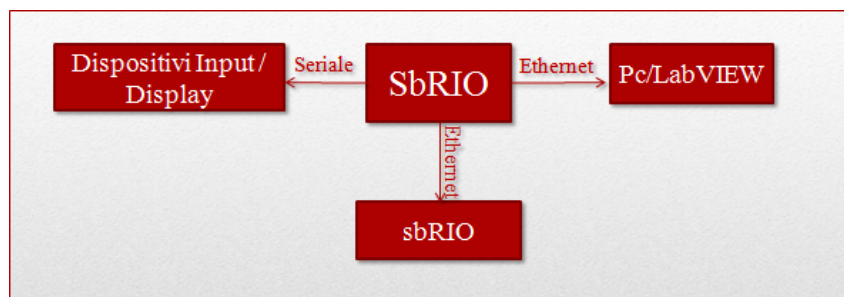 Dispositivi Input /
Display
Seriale
SbRIO
Ethernet
Pc/LabVIEW
Ethernet
sbRIO